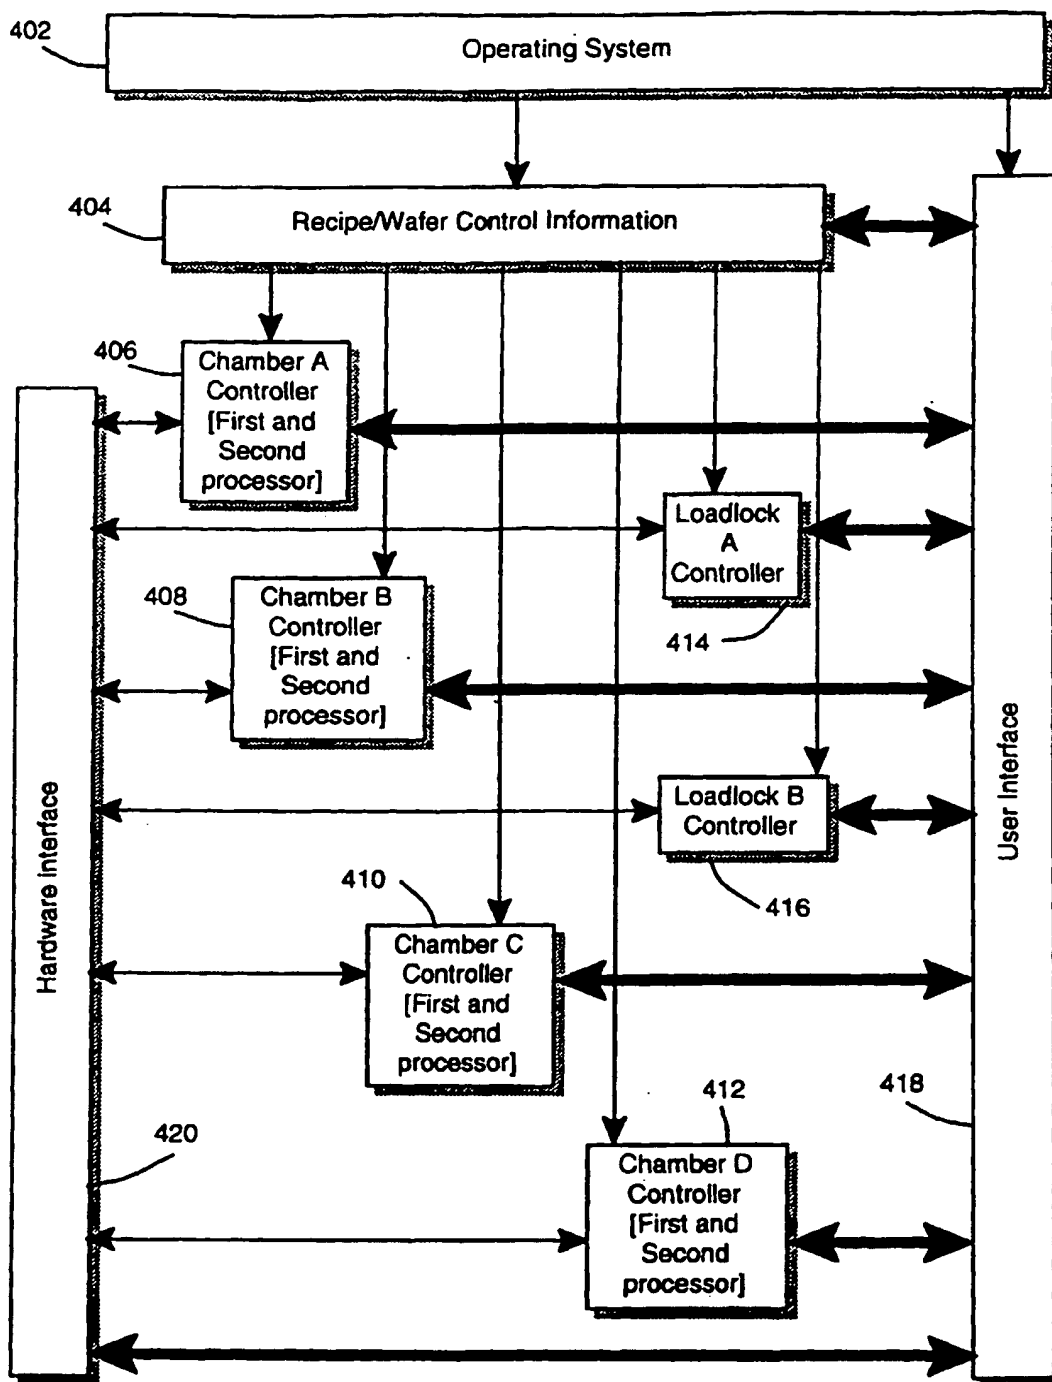 402
Operating System
404
Recipe/Wafer Control Information
406
Chamber A
Controller
[First and
Second
processor]
Loadlock
A
Controller
414
408
Chamber B
Controller
[First and
Second
processor]
Loadlock B
Controller
416
Hardware Interface
User Interface
410
Chamber C
Controller
[First and
Second
processor]
418
412
420
Chamber D
Controller
[First and
Second
processor]